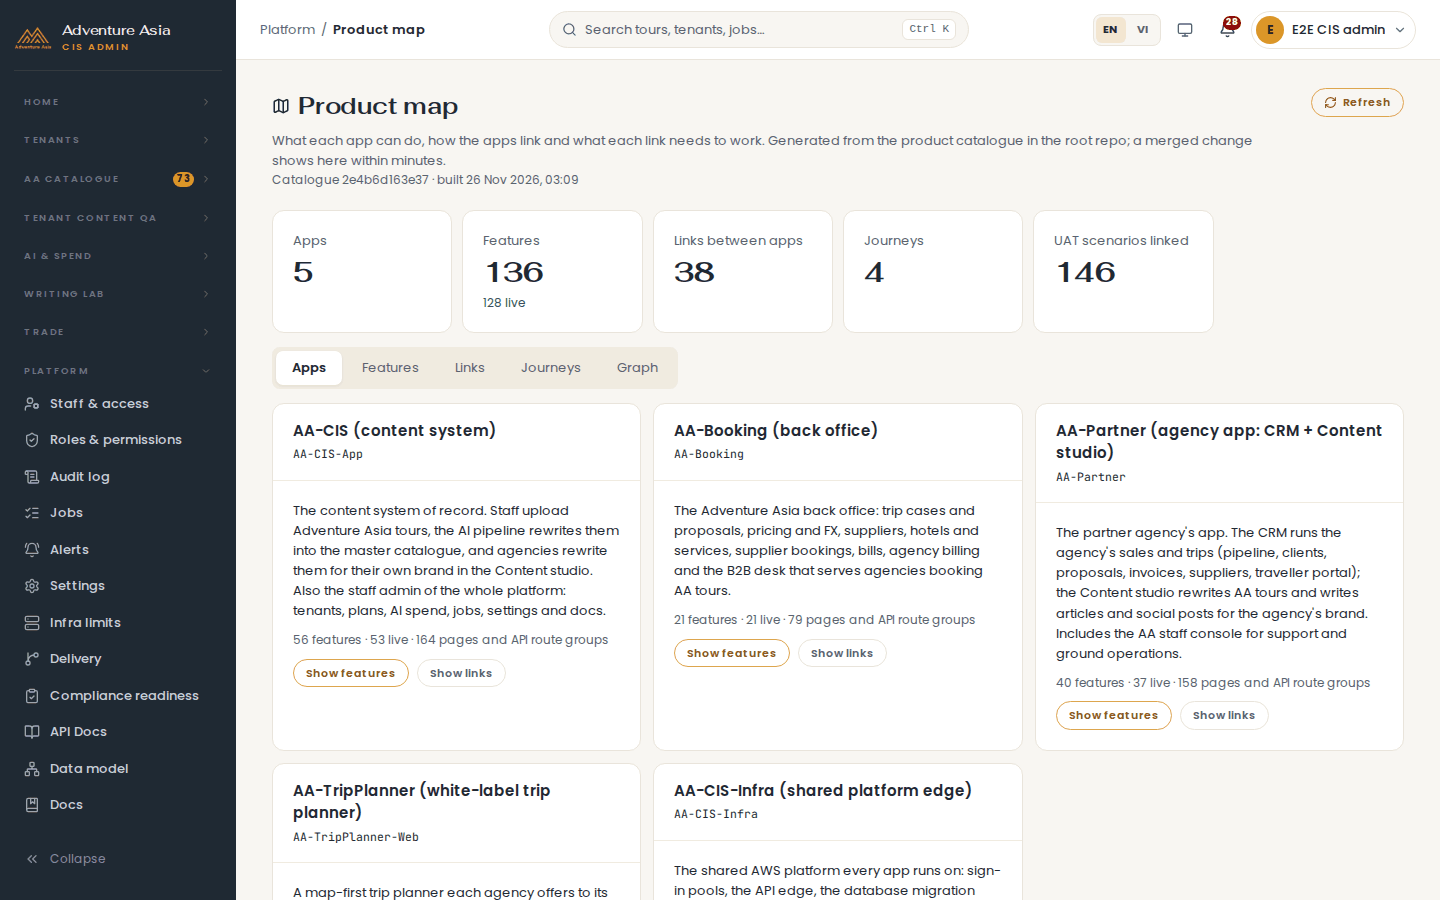 Adventure Asia
Adventure Asia
CIS ADMIN
HOME
TENANTS
AA CATALOGUE
73
TENANT CONTENT QA
AI & SPEND
WRITING LAB
TRADE
PLATFORM
Staff & access
Roles & permissions
Audit log
Jobs
Alerts
Settings
Infra limits
Delivery
Compliance readiness
API Docs
Data model
Docs
Collapse
Platform / Product map
Search tours, tenants, jobs...
Ctrl K
EN VI
28
E
E2E CIS admin
Product map
Refresh
What each app can do, how the apps link and what each link needs to work. Generated from the product catalogue in the root repo; a merged change
shows here within minutes.
Catalogue 2e4b6d163e37 · built 26 Nov 2026, 03:09
Apps
5
Features
136
128 live
Links between apps
38
Journeys
4
UAT scenarios linked
146
Apps Features Links Journeys Graph
AA-CIS (content system)
AA-CIS-App
The content system of record. Staff upload
Adventure Asia tours, the AI pipeline rewrites them
into the master catalogue, and agencies rewrite
them for their own brand in the Content studio.
Also the staff admin of the whole platform:
tenants, plans, AI spend, jobs, settings and docs.
56 features · 53 live · 164 pages and API route groups
Show features
Show links
AA-Booking (back office)
AA-Booking
The Adventure Asia back office: trip cases and
proposals, pricing and FX, suppliers, hotels and
services, supplier bookings, bills, agency billing
and the B2B desk that serves agencies booking
AA tours.
21 features · 21 live · 79 pages and API route groups
Show features
Show links
AA-Partner (agency app: CRM + Content
studio)
AA-Partner
The partner agency's app. The CRM runs the
agency's sales and trips (pipeline, clients,
proposals, invoices, suppliers, traveller portal);
the Content studio rewrites AA tours and writes
articles and social posts for the agency's brand.
Includes the AA staff console for support and
ground operations.
40 features · 37 live · 158 pages and API route groups
Show features
Show links
AA-TripPlanner (white-label trip
planner)
AA-TripPlanner-Web
A map-first trip planner each agency offers to its
AA-CIS-Infra (shared platform edge)
AA-CIS-Infra
The shared AWS platform every app runs on: sign-
in pools, the API edge, the database migration